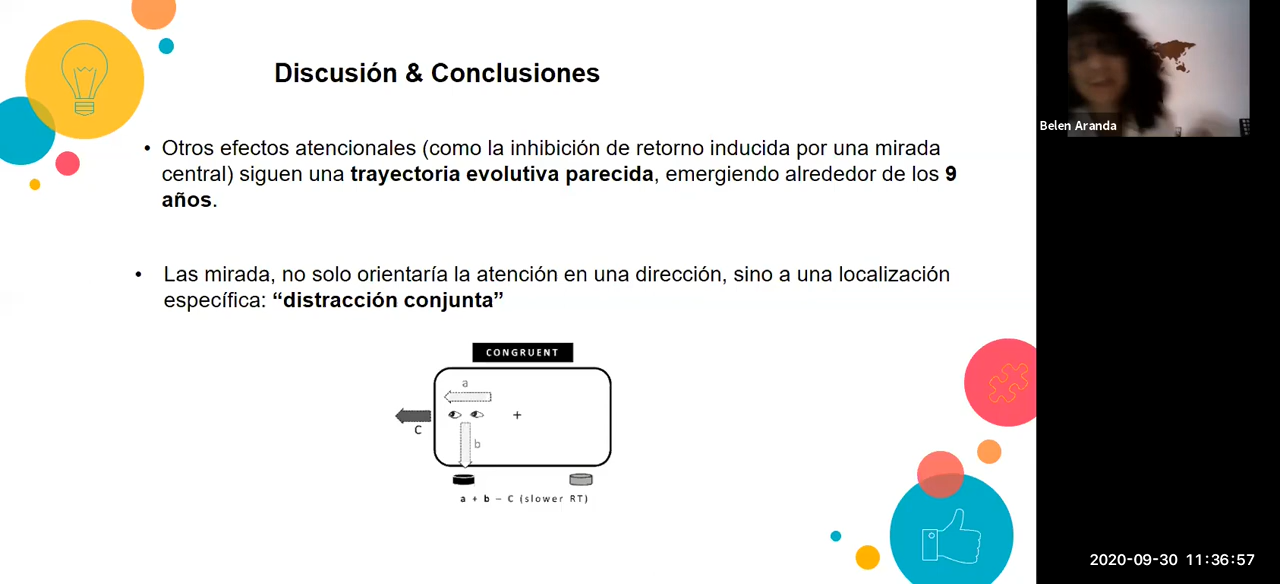 Discusión & Conclusiones
• Otros efectos atencionales (como la inhibición de retorno inducida por una mirada
central) siguen una trayectoria evolutiva parecida, emergiendo alrededor de los 9
años.
• Las mirada, no solo orientaría la atención en una dirección, sino a una localización
específica: “distracción conjunta”
CONGRUENT
a
+
C
b
a + b – C (slower RT)
Belen Aranda
2020-09-30 11:36:57